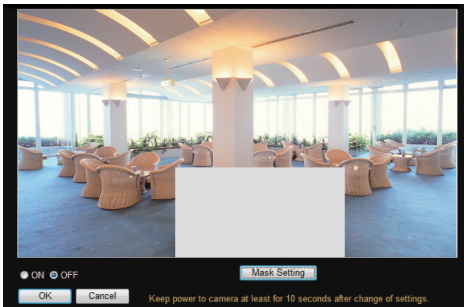 ON OFF
Mask Setting
OK Cancel
Keep power to camera at least for 10 seconds after change of settings.